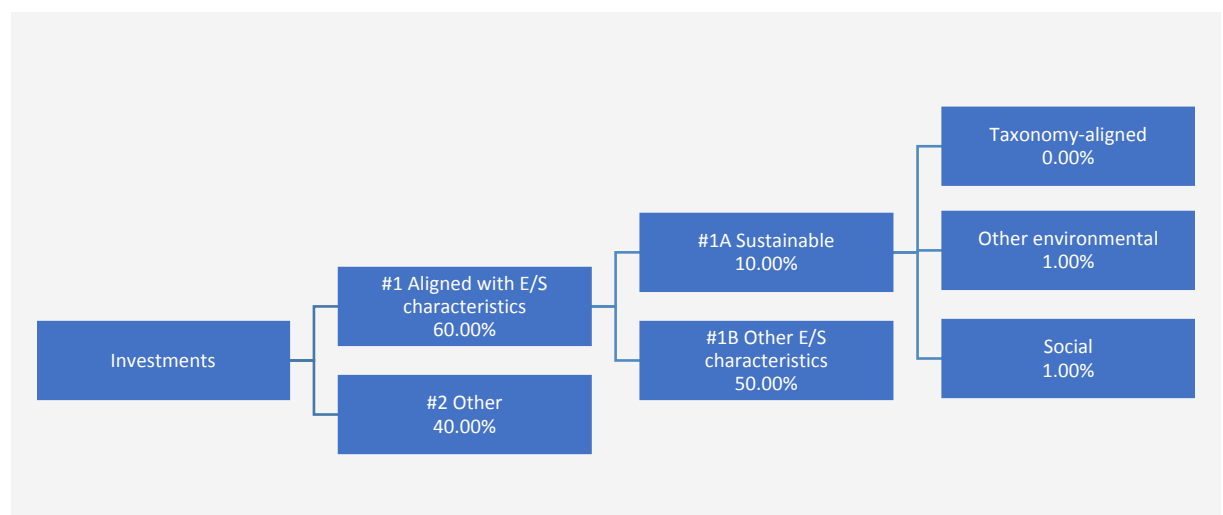 Investments
#1 Aligned with E/S
characteristics
60.00%
#2 Other
40.00%
#1A Sustainable
10.00%
#1B Other E/S
characteristics
50.00%
Taxonomy-aligned
0.00%
Other environmental
1.00%
Social
1.00%